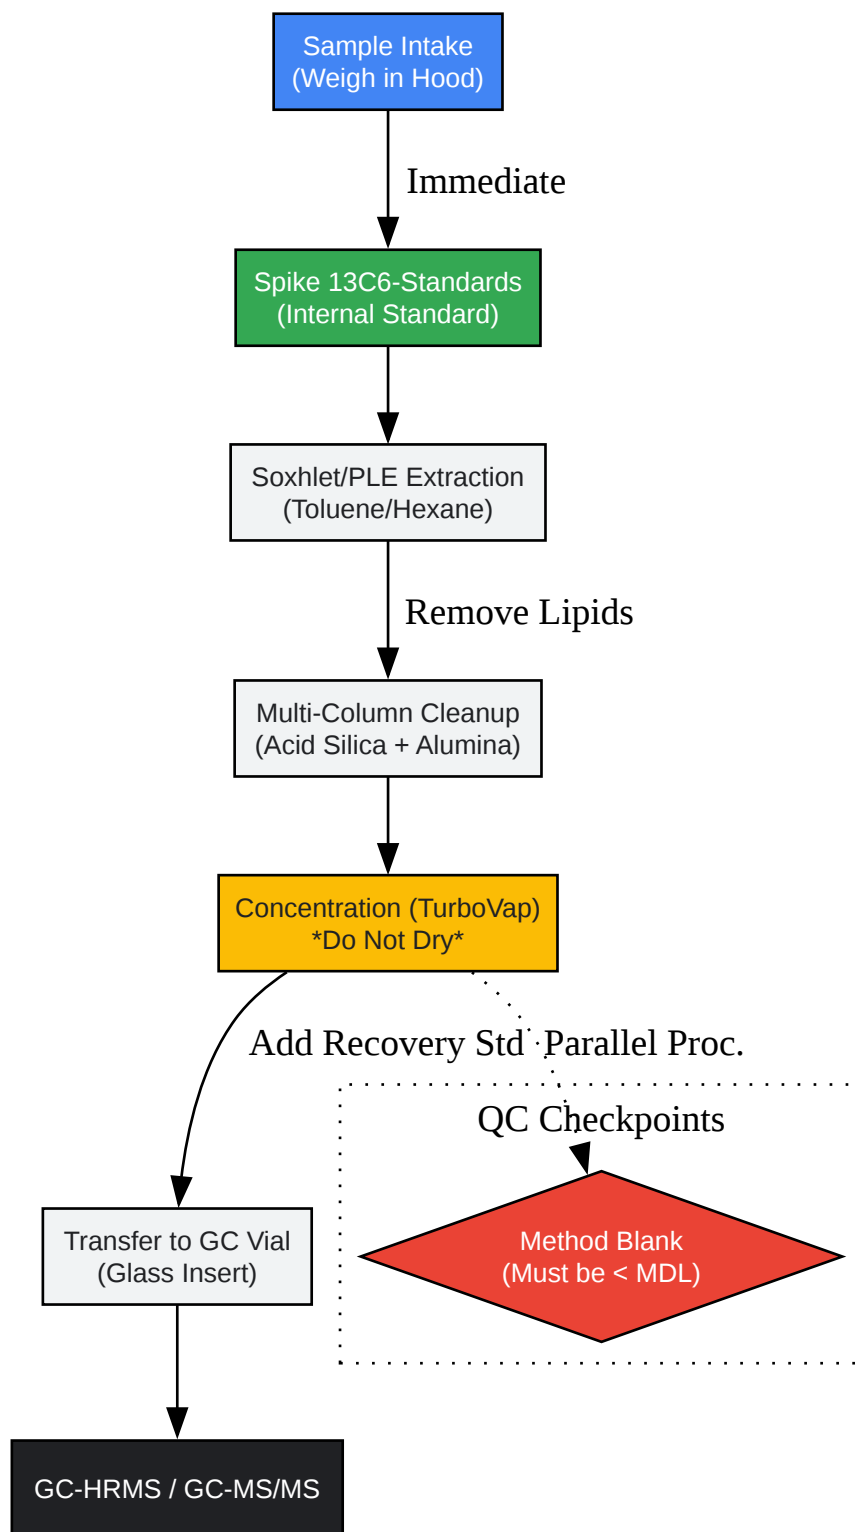 Sample Intake
(Weigh in Hood)
Immediate
Spike 13C6-Standards
(Internal Standard)
Soxhlet/PLE Extraction
(Toluene/Hexane)
Remove Lipids
Multi-Column Cleanup
(Acid Silica + Alumina)
Concentration (TurboVap)
*Do Not Dry*
Add Recovery Std
Parallel Proc.
QC Checkpoints
Transfer to GC Vial
(Glass Insert)
Method Blank
(Must be < MDL)
GC-HRMS / GC-MS/MS